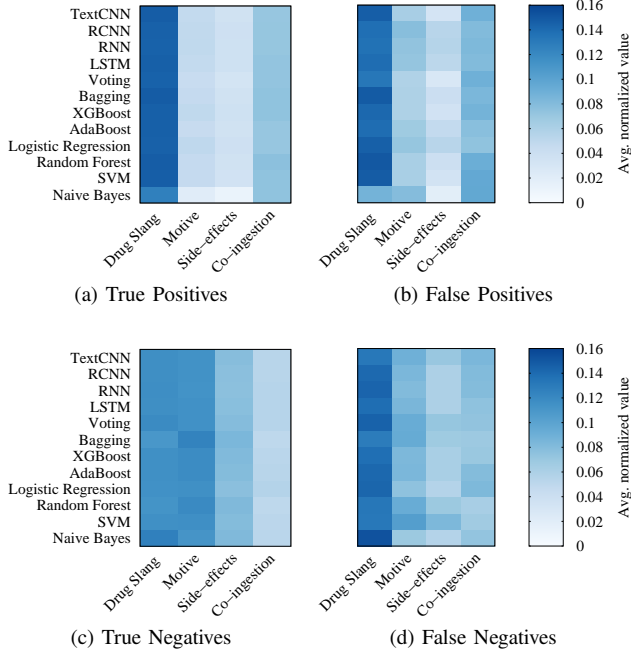 TextCNN
RCNN
RNN
LSTM
Voting
Bagging
XGBoost
AdaBoost
Logistic Regression
Random Forest
SVM
Naive Bayes
Drug Slang
Motive
Side−effects
Co−ingestion
(a) True Positives
Drug Slang
Motive
Side−effects
Co−ingestion
(b) False Positives
0.16
0.14
0.12
0.1
0.08
0.06
0.04
0.02
0
Avg. normalized value
TextCNN
RCNN
RNN
LSTM
Voting
Bagging
XGBoost
AdaBoost
Logistic Regression
Random Forest
SVM
Naive Bayes
Drug Slang
Motive
Side−effects
Co−ingestion
(c) True Negatives
Drug Slang
Motive
Side−effects
Co−ingestion
(d) False Negatives
0.16
0.14
0.12
0.1
0.08
0.06
0.04
0.02
0
Avg. normalized value